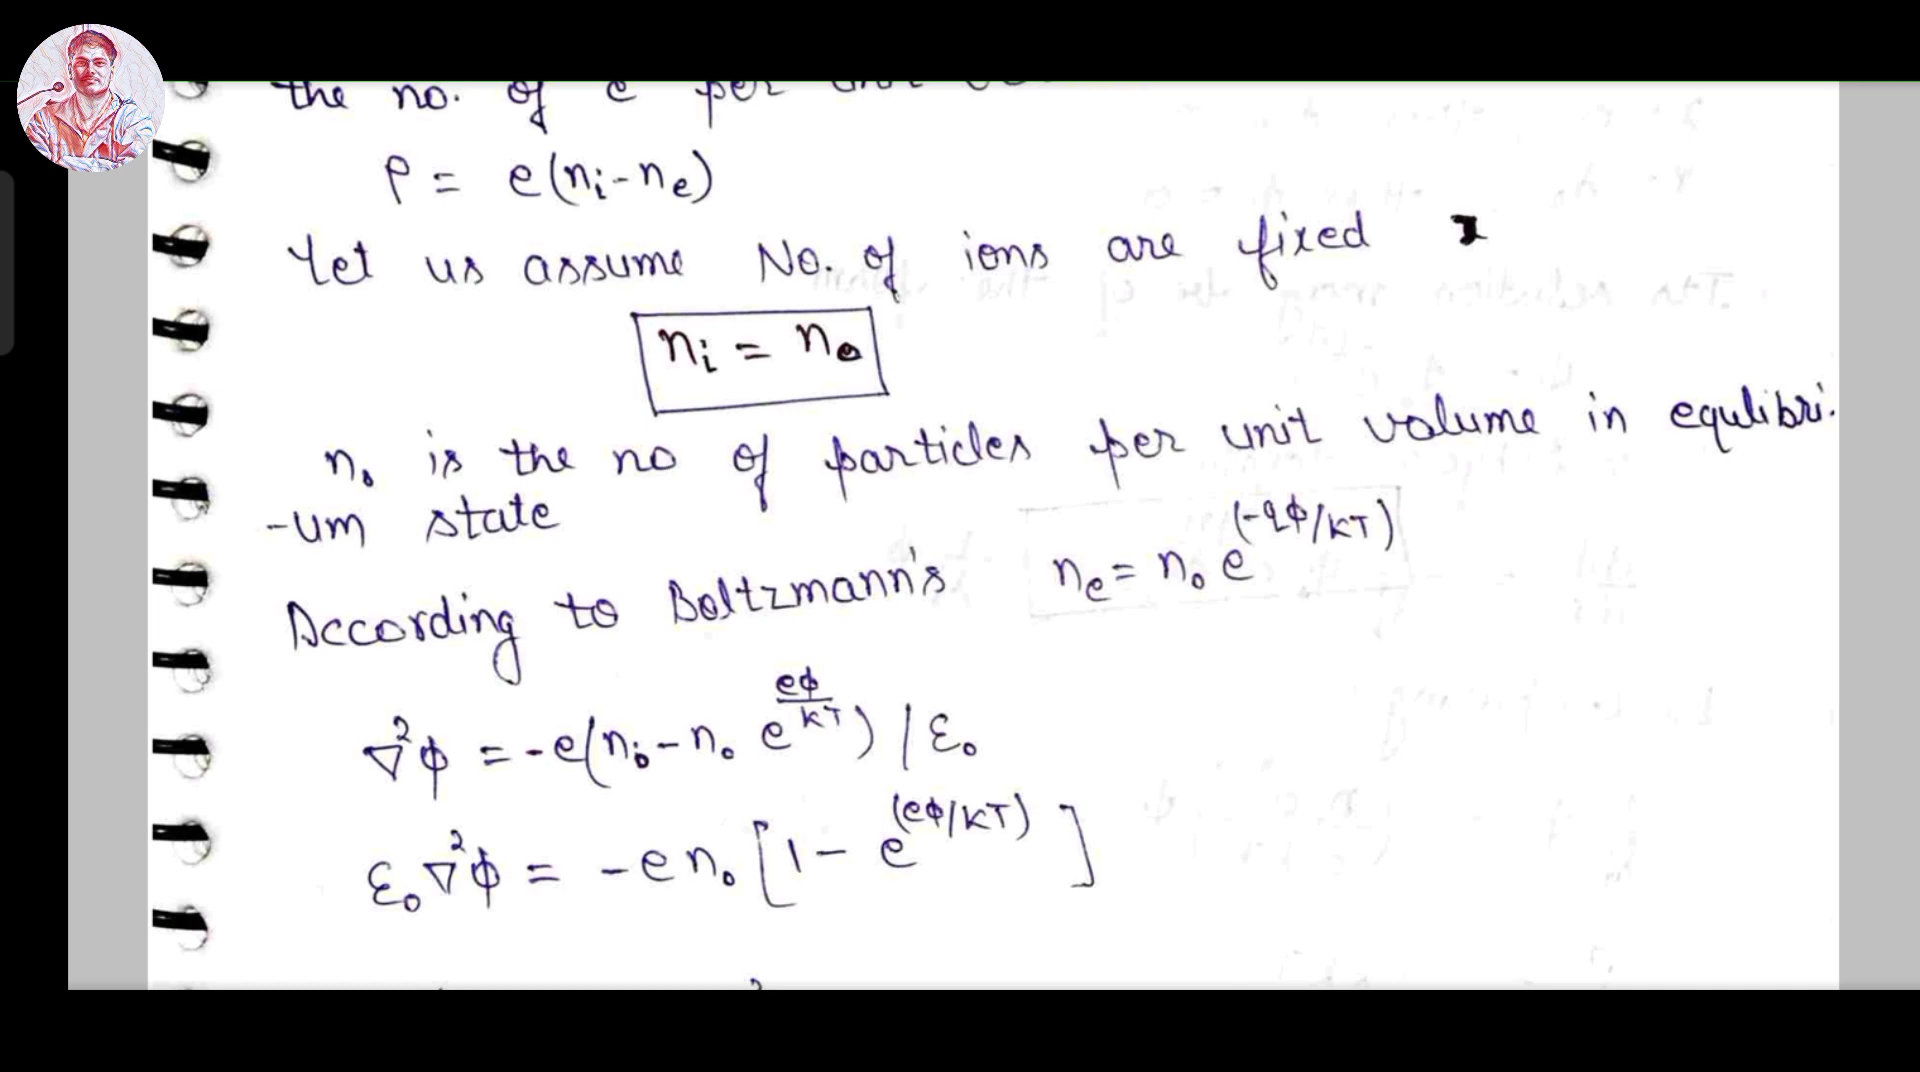 the no. of e per unit
ρ = e(nᵢ-nₑ)
Let us assume No. of ions are fixed
nᵢ = n₀
n₀ is the no of particles per unit volume in equlibri-
-um state
According to Boltzmann's nₑ = n₀ e^(-qφ/KT)
∇²φ = -e(n₀ - n₀ e^(eφ/KT)) / ε₀
ε₀∇²φ = -e n₀ [1 - e^(eφ/KT)]